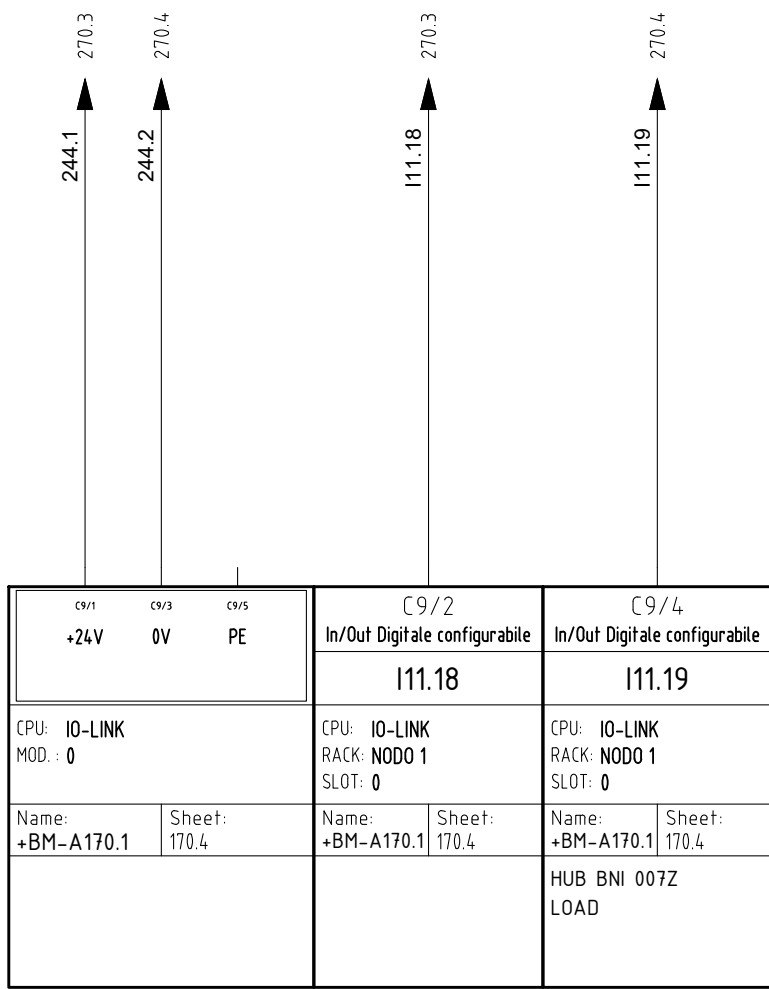 270.3
270.4
270.3
270.4
244.1
244.2
I11.18
I11.19
C9/1 C9/3 C9/5
+24V 0V PE
CPU: IO-LINK
MOD. : 0
Name: Sheet:
+BM-A170.1 170.4
C9/2
In/Out Digitale configurabile
I11.18
CPU: IO-LINK
RACK: NODO 1
SLOT: 0
Name: Sheet:
+BM-A170.1 170.4
C9/4
In/Out Digitale configurabile
I11.19
CPU: IO-LINK
RACK: NODO 1
SLOT: 0
Name: Sheet:
+BM-A170.1 170.4
HUB BNI 007Z
LOAD